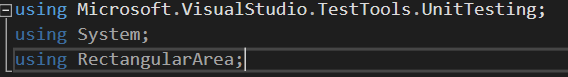 using Microsoft.VisualStudio.TestTools.UnitTesting;
using System;
using RectangularArea;